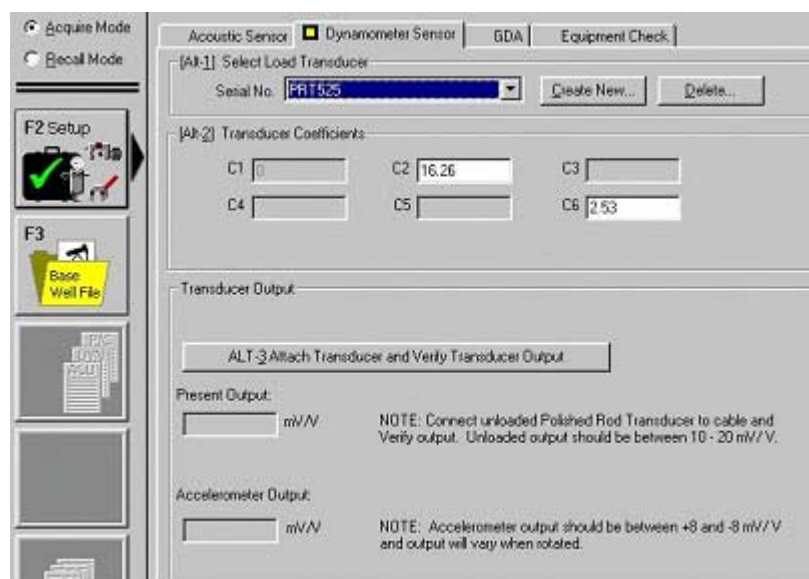 Acquire Mode
Recall Mode
F2 Setup
F3
Base
Well File
PAC
DYN
ASU
Acoustic Sensor
Dynamometer Sensor
GDA
Equipment Check
[Alt-1] Select Load Transducer
Serial No. PRT525
Create New...
Delete...
[Alt-2] Transducer Coefficients
C1 0
C2 16.26
C3
C4
C5
C6 2.53
Transducer Output
ALT-3 Attach Transducer and Verify Transducer Output
Present Output:
mV/V
NOTE: Connect unloaded Polished Rod Transducer to cable and
Verify output. Unloaded output should be between 10 - 20 mV/ V.
Accelerometer Output:
mV/V
NOTE: Accelerometer output should be between +8 and -8 mV/ V
and output will vary when rotated.